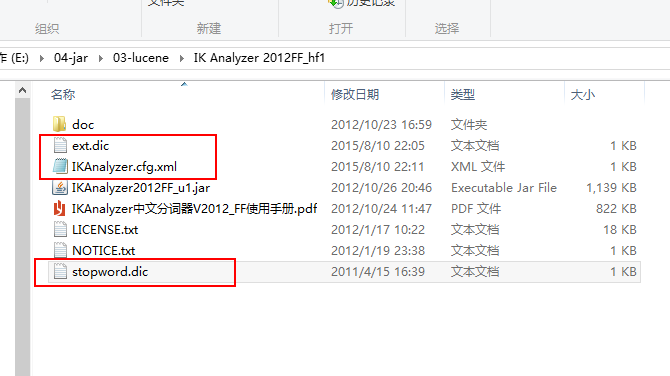 文件夹
历史记录
组织 新建 打开 选择
作 (E:) 04-jar 03-lucene IK Analyzer 2012FF_hf1
名称 修改日期 类型 大小
doc 2012/10/23 16:59 文件夹
ext.dic 2015/8/10 22:05 文本文档 1 KB
IKAnalyzer.cfg.xml 2015/8/10 22:11 XML 文件 1 KB
IKAnalyzer2012FF_u1.jar 2012/10/26 20:46 Executable Jar File 1,139 KB
IKAnalyzer中文分词器V2012_FF使用手册.pdf 2012/10/24 11:47 PDF 文件 822 KB
LICENSE.txt 2012/1/17 10:22 文本文档 18 KB
NOTICE.txt 2012/1/19 23:38 文本文档 1 KB
stopword.dic 2011/4/15 16:39 文本文档 1 KB